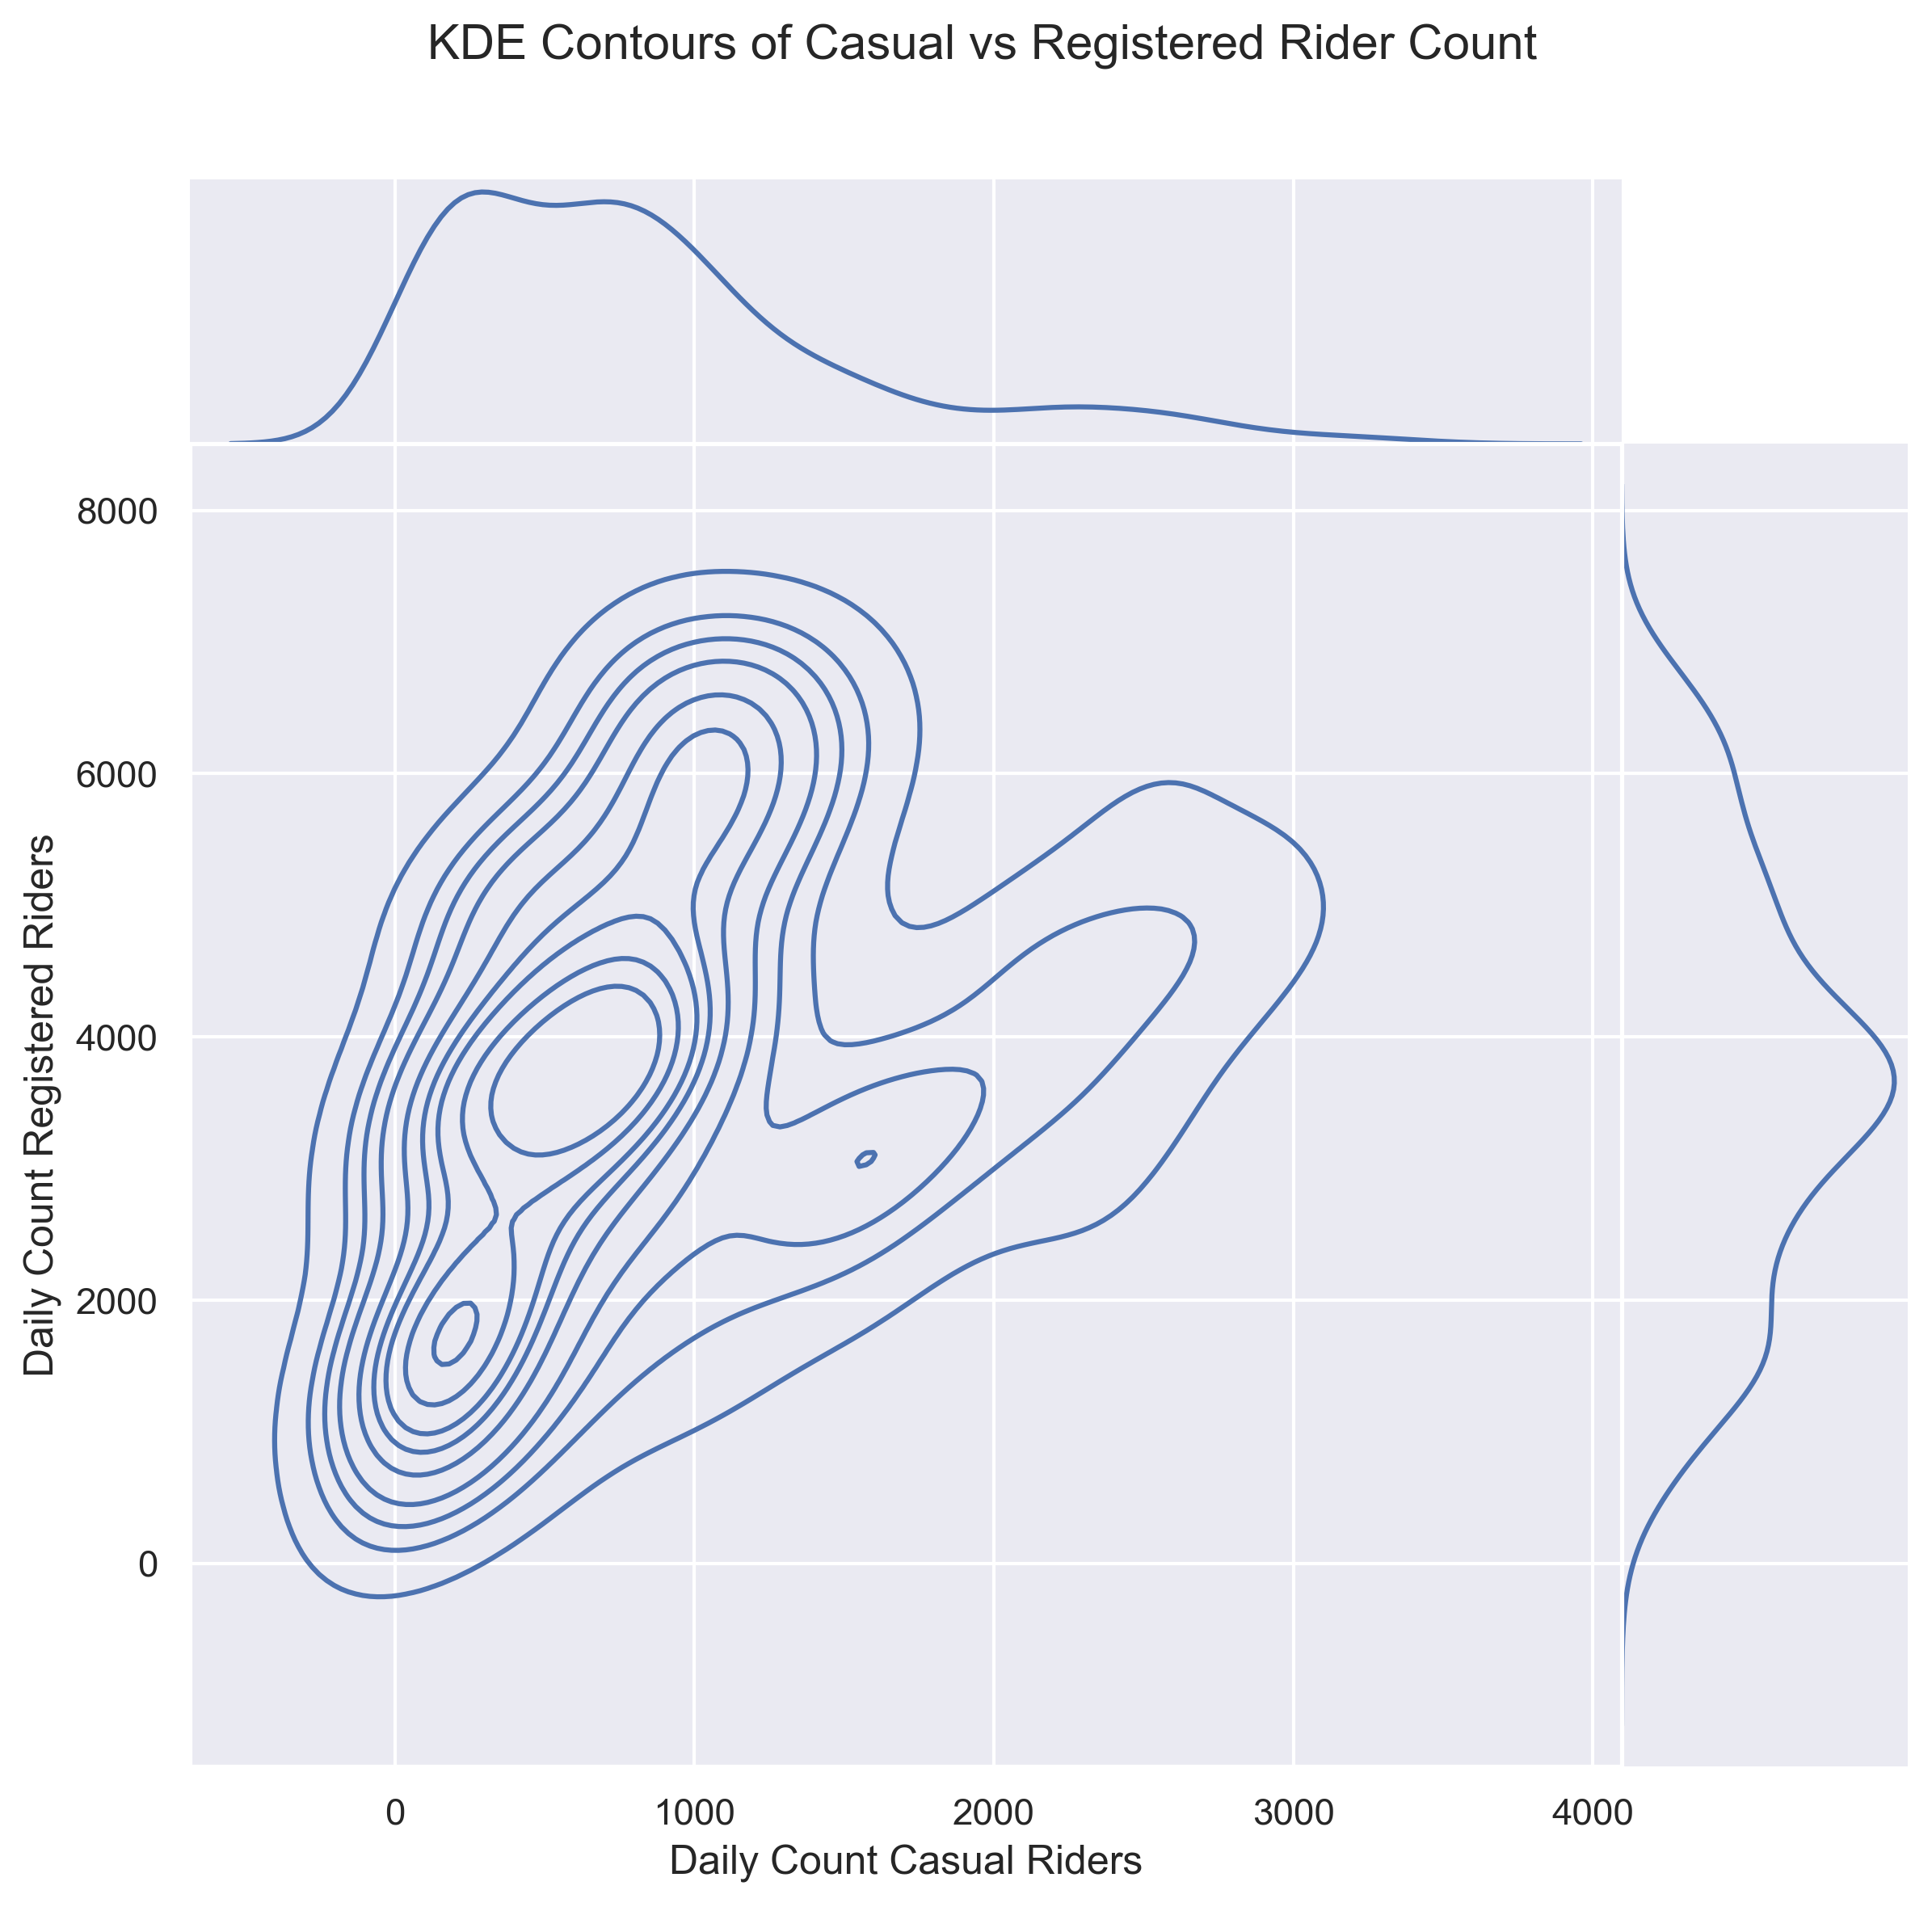 KDE Contours of Casual vs Registered Rider Count
8000
6000
4000
2000
0
Daily Count Registered Riders
0 1000 2000 3000 4000
Daily Count Casual Riders